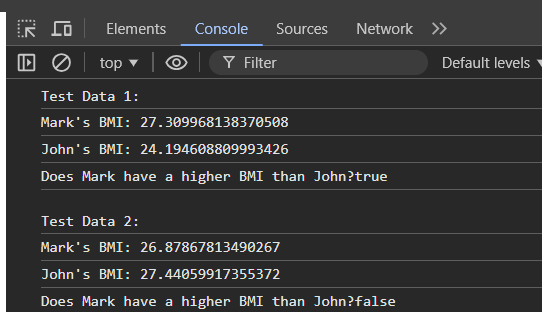 Elements Console Sources Network
top Filter Default levels
Test Data 1:
Mark's BMI: 27.309968138370508
John's BMI: 24.194608809993426
Does Mark have a higher BMI than John?true
Test Data 2:
Mark's BMI: 26.87867813490267
John's BMI: 27.44059917355372
Does Mark have a higher BMI than John?false